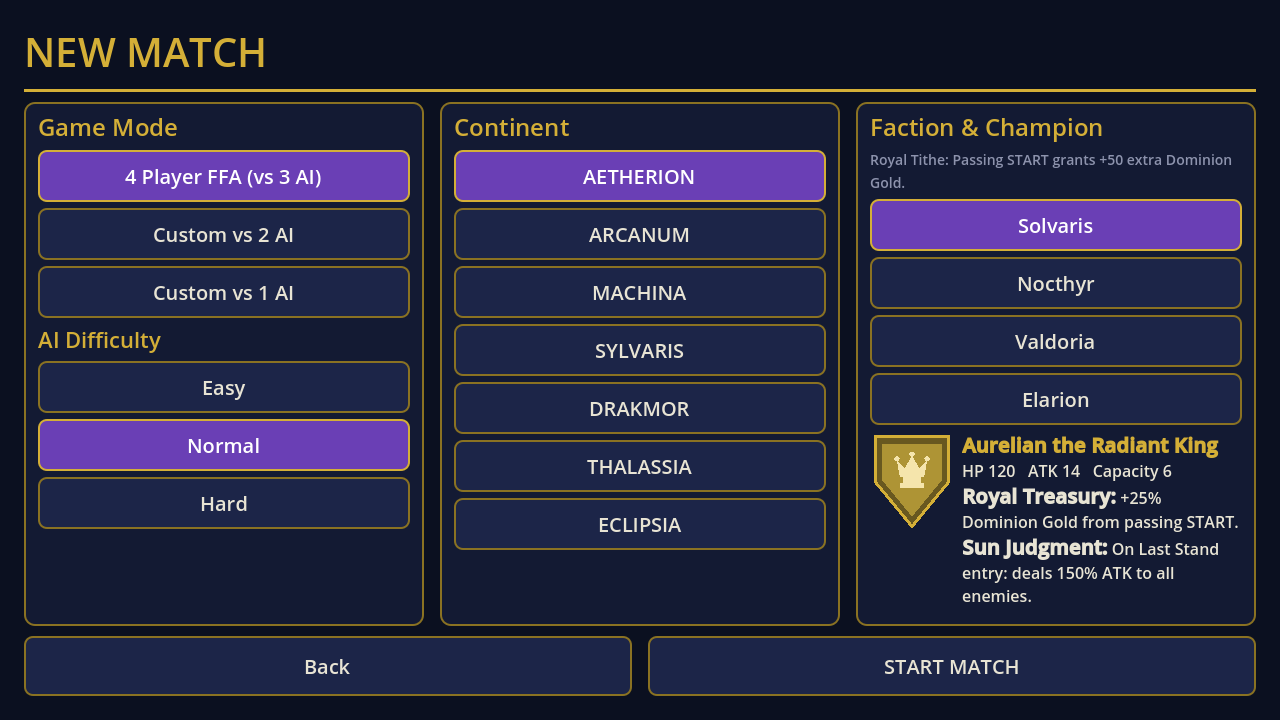 NEW MATCH
Game Mode
4 Player FFA (vs 3 AI)
Custom vs 2 AI
Custom vs 1 AI
AI Difficulty
Easy
Normal
Hard
Continent
AETHERION
ARCANUM
MACHINA
SYLVARIS
DRAKMOR
THALASSIA
ECLIPSIA
Faction & Champion
Royal Tithe: Passing START grants +50 extra Dominion
Gold.
Solvaris
Nocthyr
Valdoria
Elarion
Aurelian the Radiant King
HP 120 ATK 14 Capacity 6
Royal Treasury: +25%
Dominion Gold from passing START.
Sun Judgment: On Last Stand
entry: deals 150% ATK to all
enemies.
Back
START MATCH